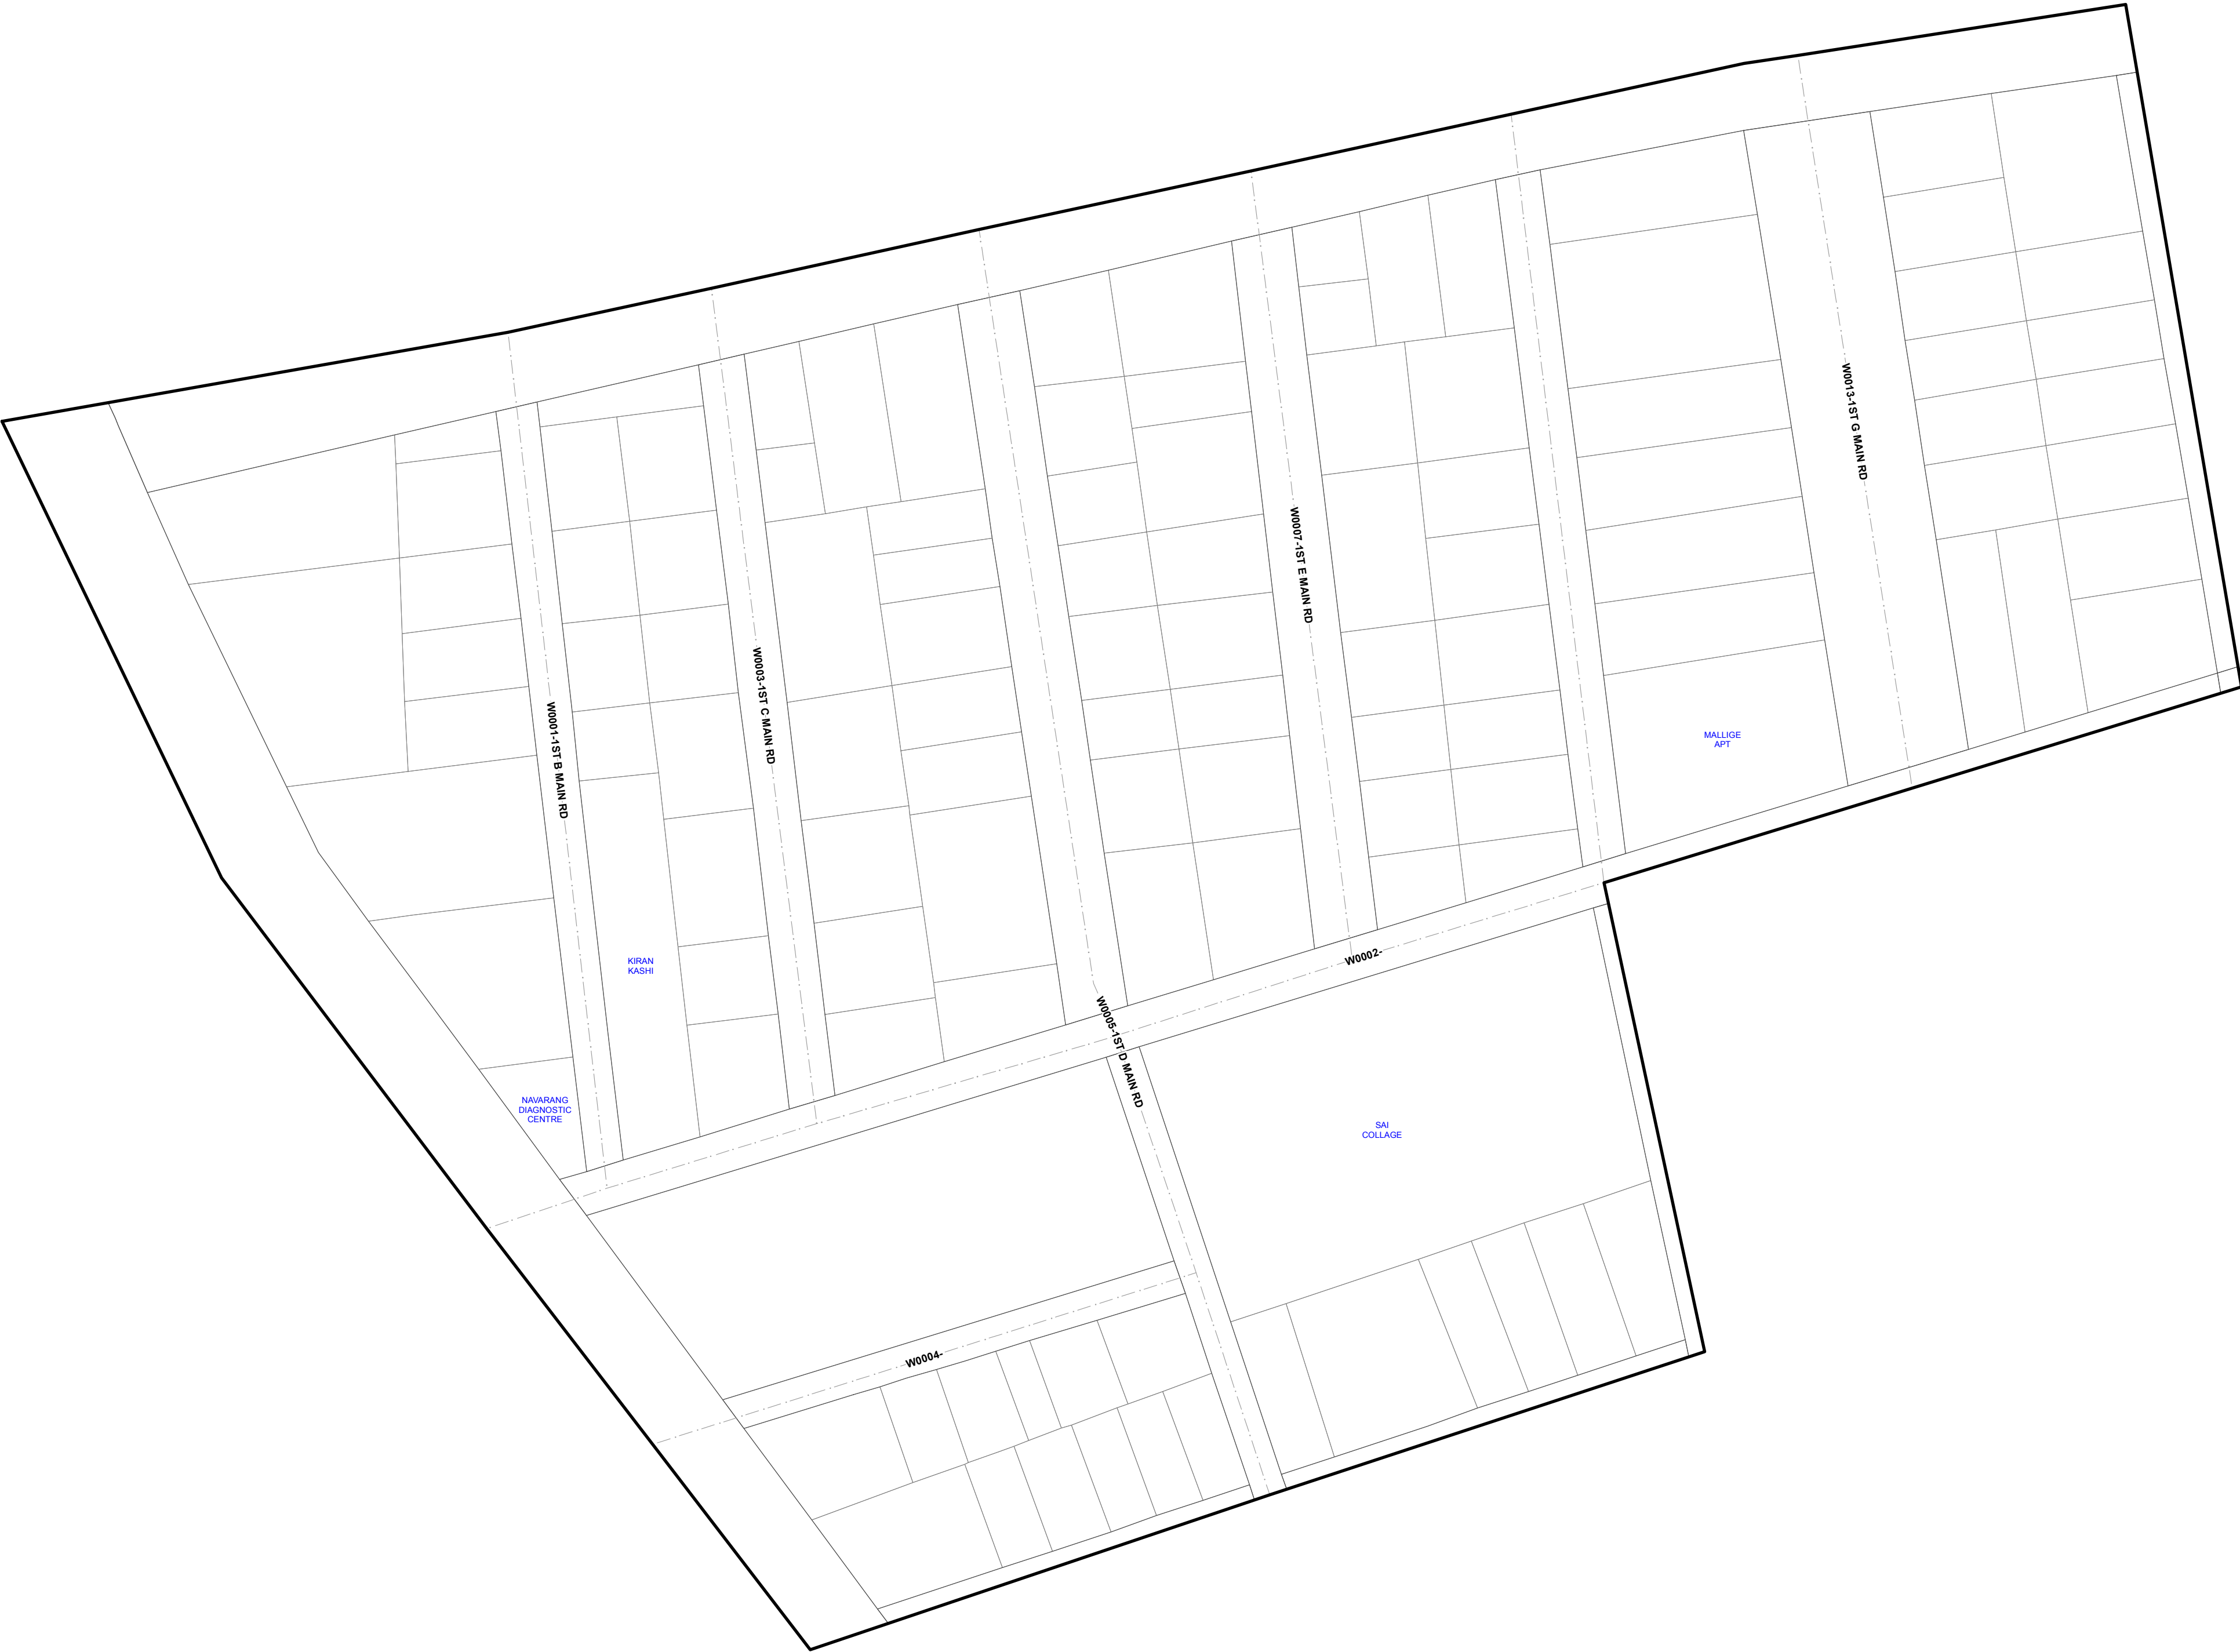 W0013-1ST G MAIN RD
W0007-1ST E MAIN RD
W0003-1ST C MAIN RD
W0001-1ST B MAIN RD
MALLIGE
APT
KIRAN
KASHI
W0002-
W0005-1ST D MAIN RD
NAVARANG
DIAGNOSTIC
CENTRE
SAI
COLLAGE
W0004-